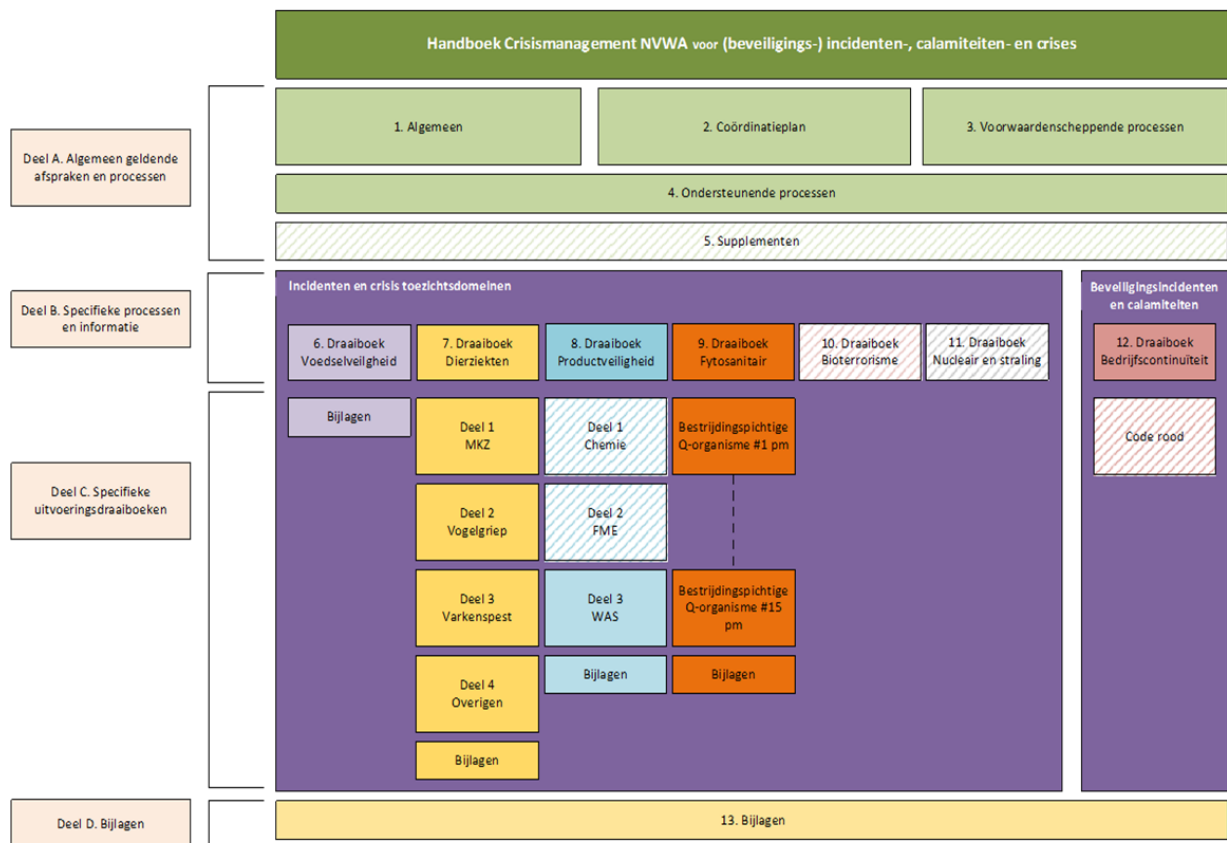 Handboek Crisismanagement NVWA voor (beveiligings-) incidenten-, calamiteiten- en crises
Deel A. Algemeen geldende
afspraken en processen
1. Algemeen
2. Coördinatieplan
3. Voorwaardenscheppende processen
4. Ondersteunende processen
5. Supplementen
Deel B. Specifieke processen
en informatie
Incidenten en crisis toezichtsdomeinen
Beveiligingsincidenten
en calamiteiten
6. Draaiboek
Voedselveilgheid
7. Draaiboek
Dierziekten
8. Draaiboek
Productveiligheid
9. Draaiboek
Fytosanitair
10. Draaiboek
Bioterrorisme
11. Draaiboek
Nucleair en straling
12. Draaiboek
Bedrijfscontinuïteit
Deel C. Specifieke
uitvoeringsdraaiboeken
Bijlagen
Deel 1
MKZ
Deel 2
Vogelgriep
Deel 3
Varkenspest
Deel 4
Overigen
Bijlagen
Deel 1
Chemie
Deel 2
FME
Deel 3
WAS
Bijlagen
Bestrijdingspichtige
Q-organisme #1 pm
Bestrijdingspichtige
Q-organisme #15
pm
Bijlagen
Code rood
Deel D. Bijlagen
13. Bijlagen